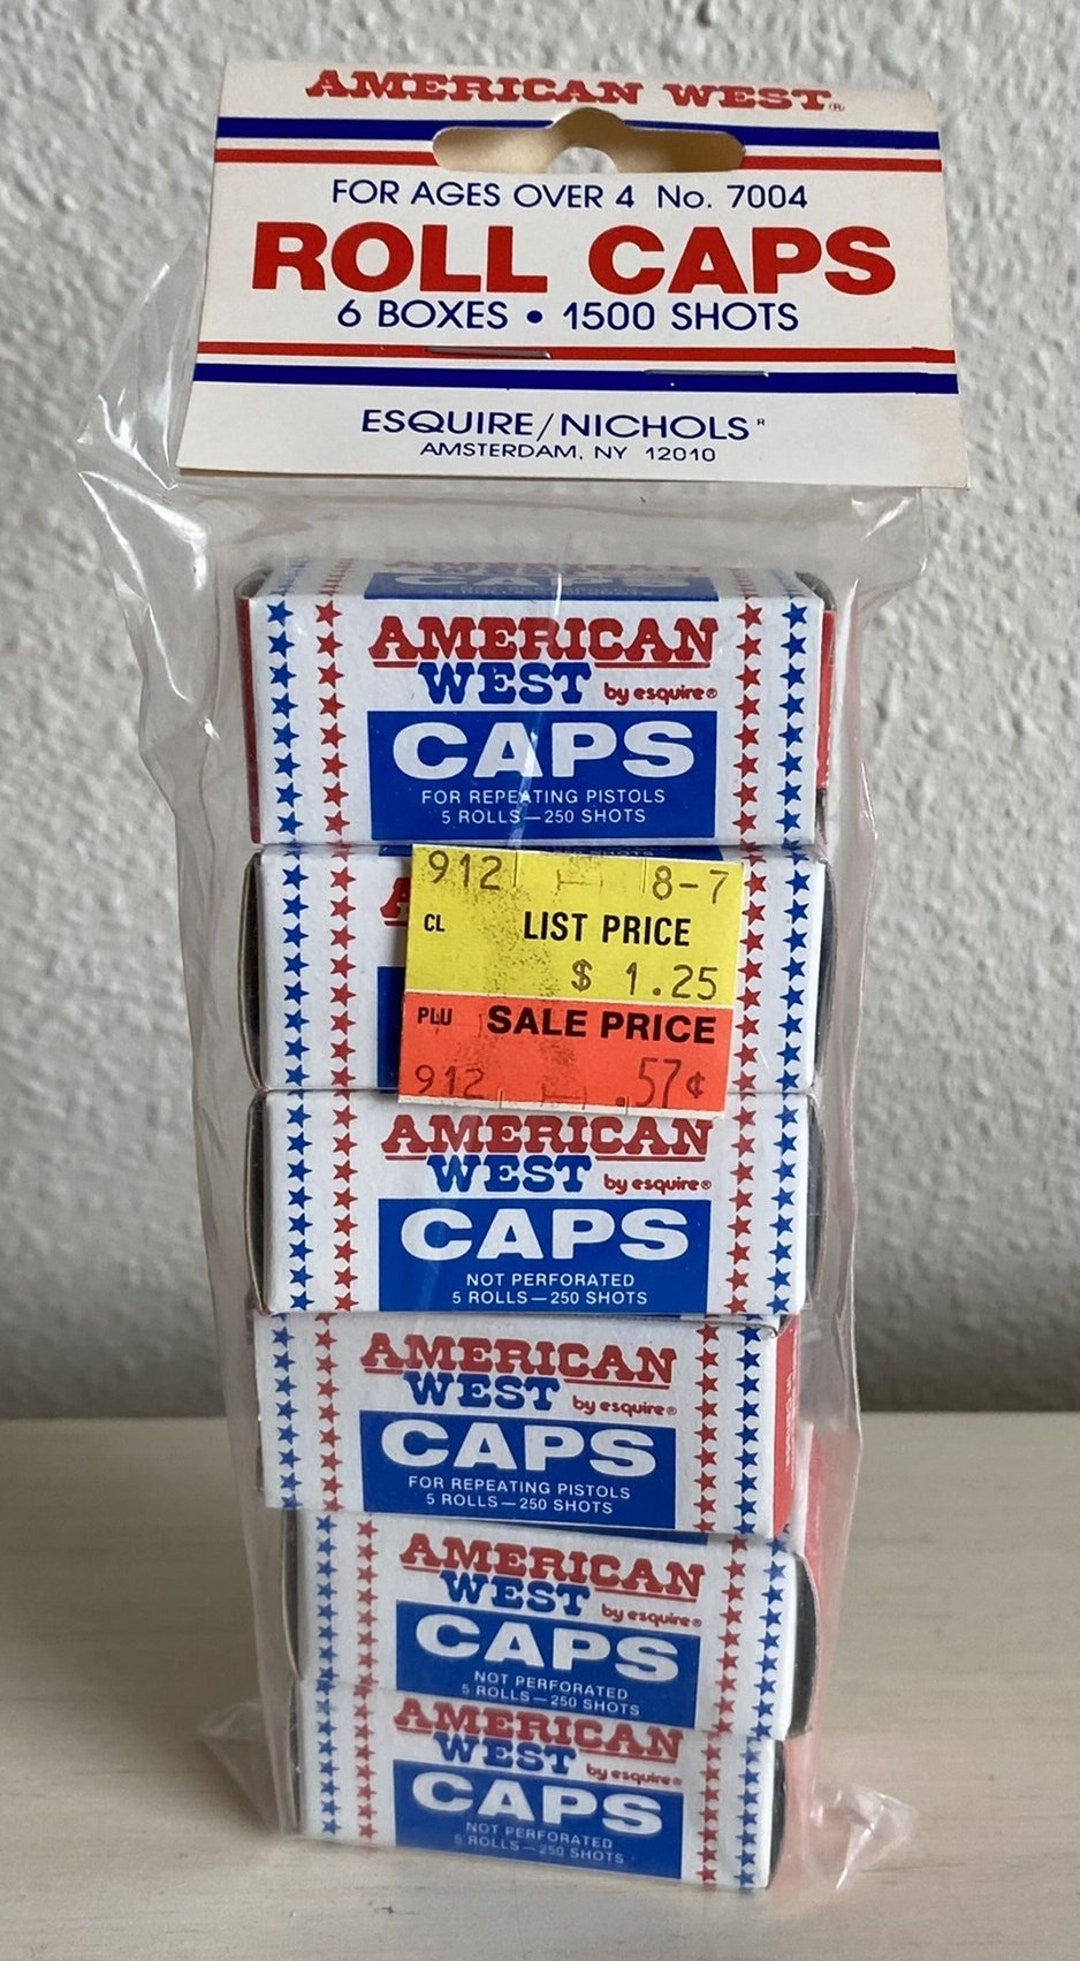 AMERICAN WEST®
FOR AGES OVER 4 No. 7004
ROLL CAPS
6 BOXES • 1500 SHOTS
ESQUIRE/NICHOLS®
AMSTERDAM, NY 12010
CAPS
AMERICAN
WEST by esquire®
CAPS
FOR REPEATING PISTOLS
5 ROLLS—250 SHOTS
912 8-7
CL LIST PRICE
$ 1.25
PLU SALE PRICE
912 .57¢
AMERICAN
WEST by esquire®
CAPS
NOT PERFORATED
5 ROLLS—250 SHOTS
AMERICAN
WEST by esquire®
CAPS
FOR REPEATING PISTOLS
5 ROLLS—250 SHOTS
AMERICAN
WEST by esquire®
CAPS
NOT PERFORATED
5 ROLLS—250 SHOTS
AMERICAN
WEST by esquire®
CAPS
NOT PERFORATED
5 ROLLS—250 SHOTS